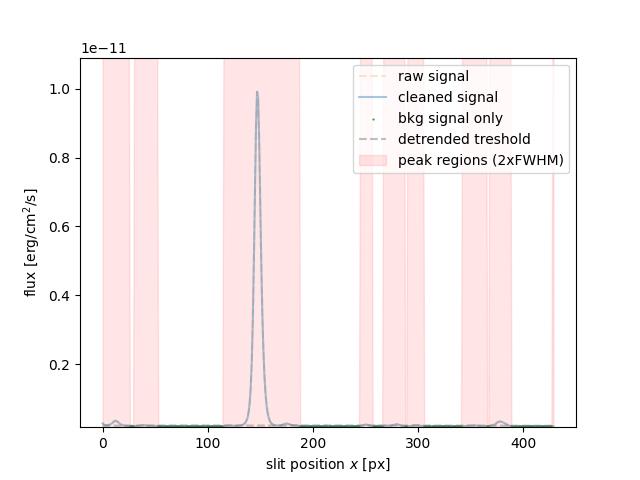 1e−11
1.0
0.8
0.6
0.4
0.2
flux [erg/cm²/s]
0 100 200 300 400
slit position x [px]
raw signal
cleaned signal
bkg signal only
detrended treshold
peak regions (2xFWHM)